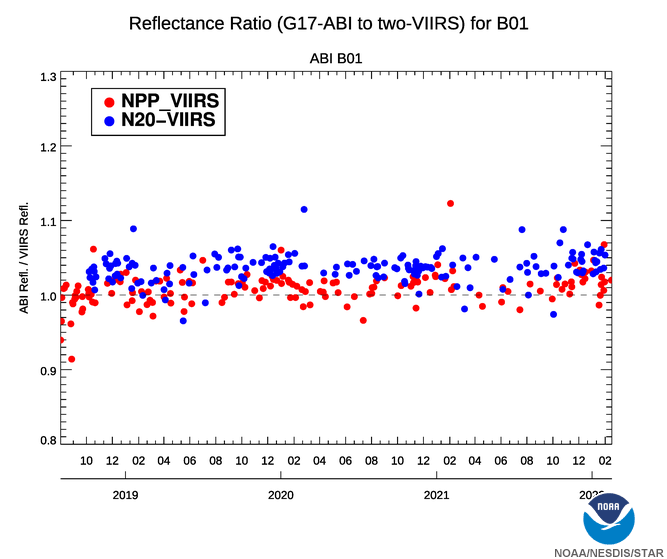 Reflectance Ratio (G17-ABI to two-VIIRS) for B01
ABI B01
NPP_VIIRS
N20-VIIRS
ABI Refl. / VIIRS Refl.
1.3
1.2
1.1
1.0
0.9
0.8
10 12 02 04 06 08 10 12 02 04 06 08 10 12 02 04 06 08 10 12 02
2019 2020 2021
NOAA
NOAA/NESDIS/STAR